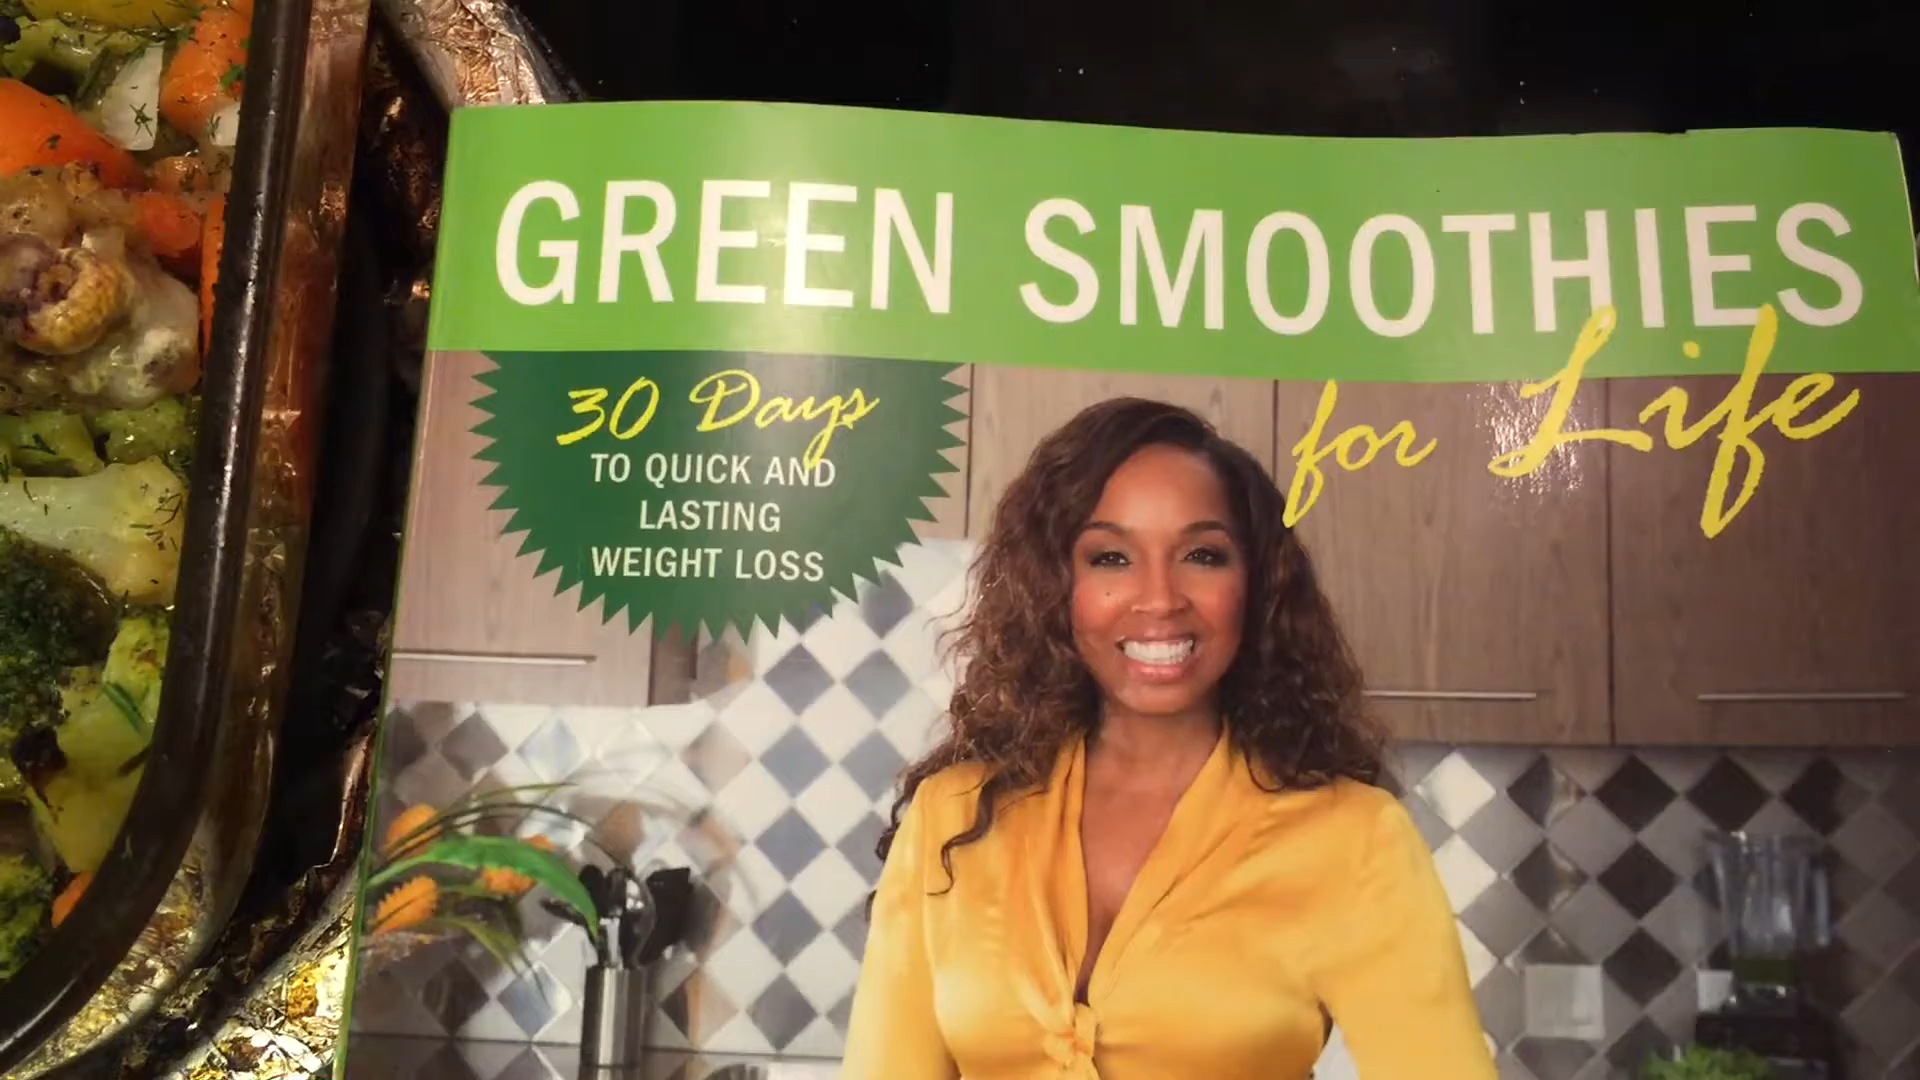 GREEN SMOOTHIES
for Life
30 Days
TO QUICK AND
LASTING
WEIGHT LOSS